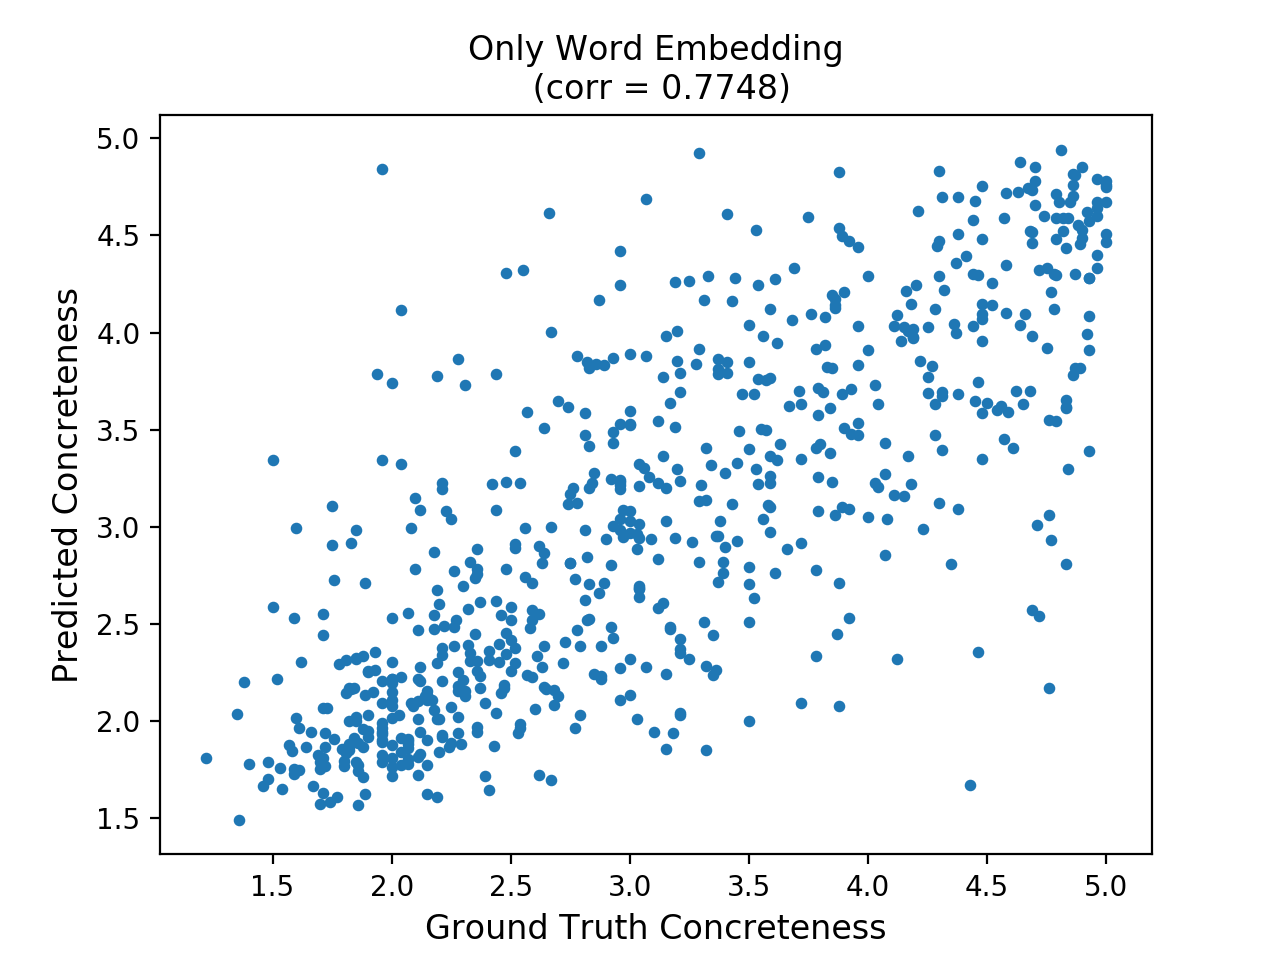 Only Word Embedding
(corr = 0.7748)
5.0
4.5
4.0
3.5
3.0
2.5
2.0
1.5
Predicted Concreteness
1.5 2.0 2.5 3.0 3.5 4.0 4.5 5.0
Ground Truth Concreteness